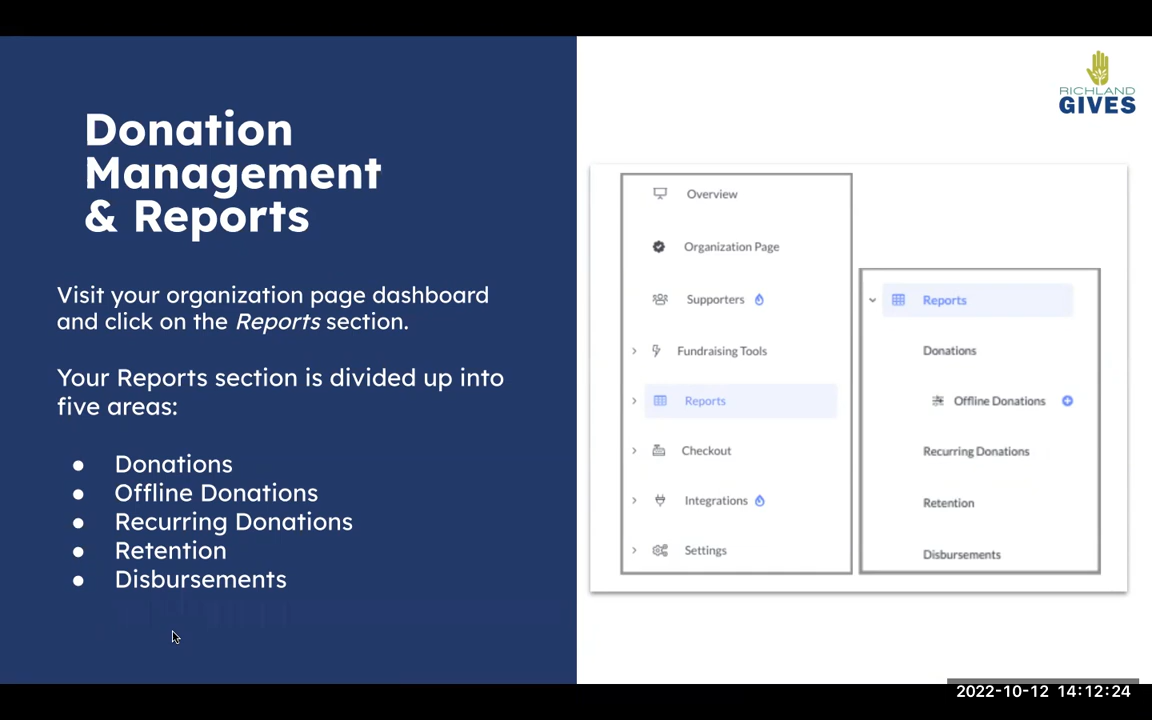 Donation
Management
& Reports
Visit your organization page dashboard
and click on the Reports section.
Your Reports section is divided up into
five areas:
● Donations
● Offline Donations
● Recurring Donations
● Retention
● Disbursements
RICHLAND
GIVES
Overview
Organization Page
Supporters
Fundraising Tools
Reports
Checkout
Integrations
Settings
Reports
Donations
Offline Donations
Recurring Donations
Retention
Disbursements
2022-10-12 14:12:24